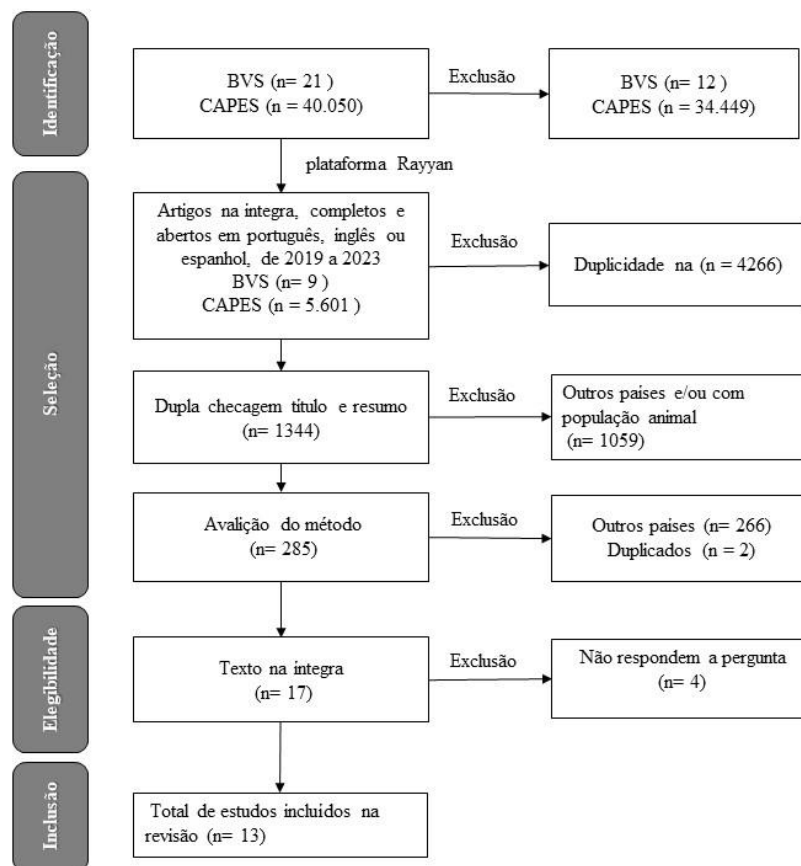 Identificação
BVS (n= 21 )
CAPES (n = 40.050)
Exclusão
BVS (n= 12 )
CAPES (n = 34.449)
plataforma Rayyan
Seleção
Artigos na integra, completos e
abertos em português, inglês ou
espanhol, de 2019 a 2023
BVS (n= 9 )
CAPES (n = 5.601 )
Exclusão
Duplicidade na (n = 4266)
Dupla checagem título e resumo
(n= 1344)
Exclusão
Outros paises e/ou com
população animal
(n= 1059)
Avalição do método
(n= 285)
Exclusão
Outros paises (n= 266)
Duplicados (n = 2)
Elegibilidade
Texto na integra
(n= 17)
Exclusão
Não respondem a pergunta
(n= 4)
Inclusão
Total de estudos incluídos na
revisão (n= 13)